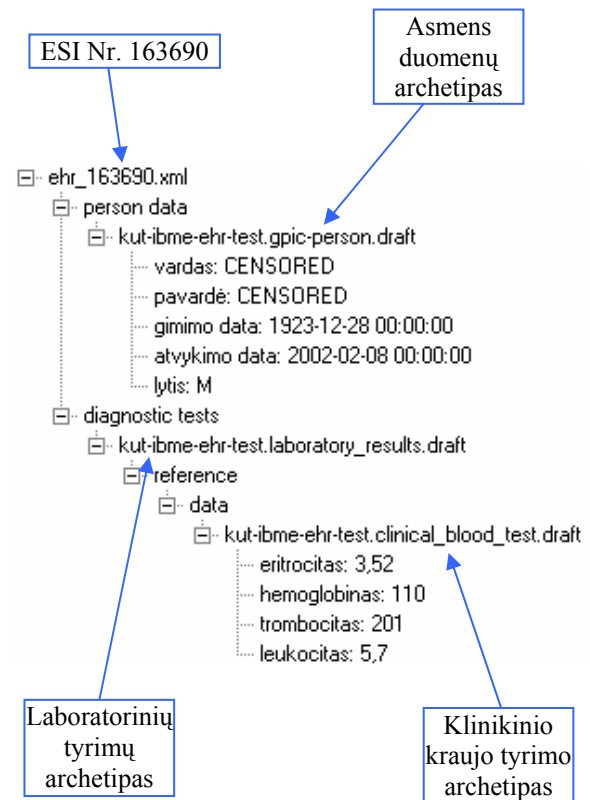 ESI Nr. 163690
Asmens
duomenų
archetipas
ehr_163690.xml
person data
kut-ibme-ehr-test.gpic-person.draft
vardas: CENSORED
pavardė: CENSORED
gimimo data: 1923-12-28 00:00:00
atvykimo data: 2002-02-08 00:00:00
lytis: M
diagnostic tests
kut-ibme-ehr-test.laboratory_results.draft
reference
data
kut-ibme-ehr-test.clinical_blood_test.draft
eritrocitas: 3,52
hemoglobinas: 110
trombocitas: 201
leukocitas: 5,7
Laboratorinių
tyrimų
archetipas
Klinikinio
kraujo tyrimo
archetipas